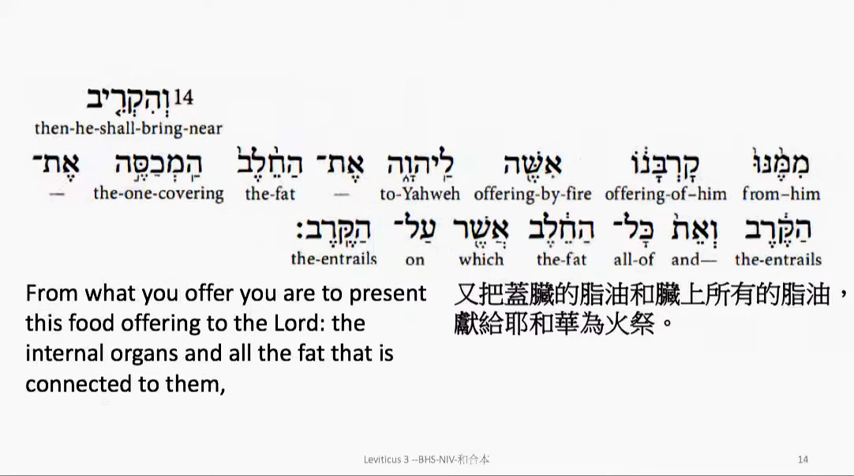 14 וְהִקְרִ֤יב
then-he-shall-bring-near
מִמֶּ֙נּוּ֙ קָרְבָּנ֔וֹ אִשֶּׁ֖ה לַֽיהוָ֑ה אֶת־ הַחֵ֙לֶב֙ הַֽמְכַסֶּ֣ה אֶת־
— the-one-covering the-fat — to-Yahweh offering-by-fire offering-of–him from–him
הַקֶּ֔רֶב וְאֵת֙ כָּל־ הַחֵ֔לֶב אֲשֶׁ֖ר עַל־ הַקֶּֽרֶב׃
the-entrails on which the-fat all-of and— the-entrails
From what you offer you are to present
this food offering to the Lord: the
internal organs and all the fat that is
connected to them,
又把蓋臟的脂油和臟上所有的脂油，
獻給耶和華為火祭。
Leviticus 3 --BHS-NIV-和合本
14